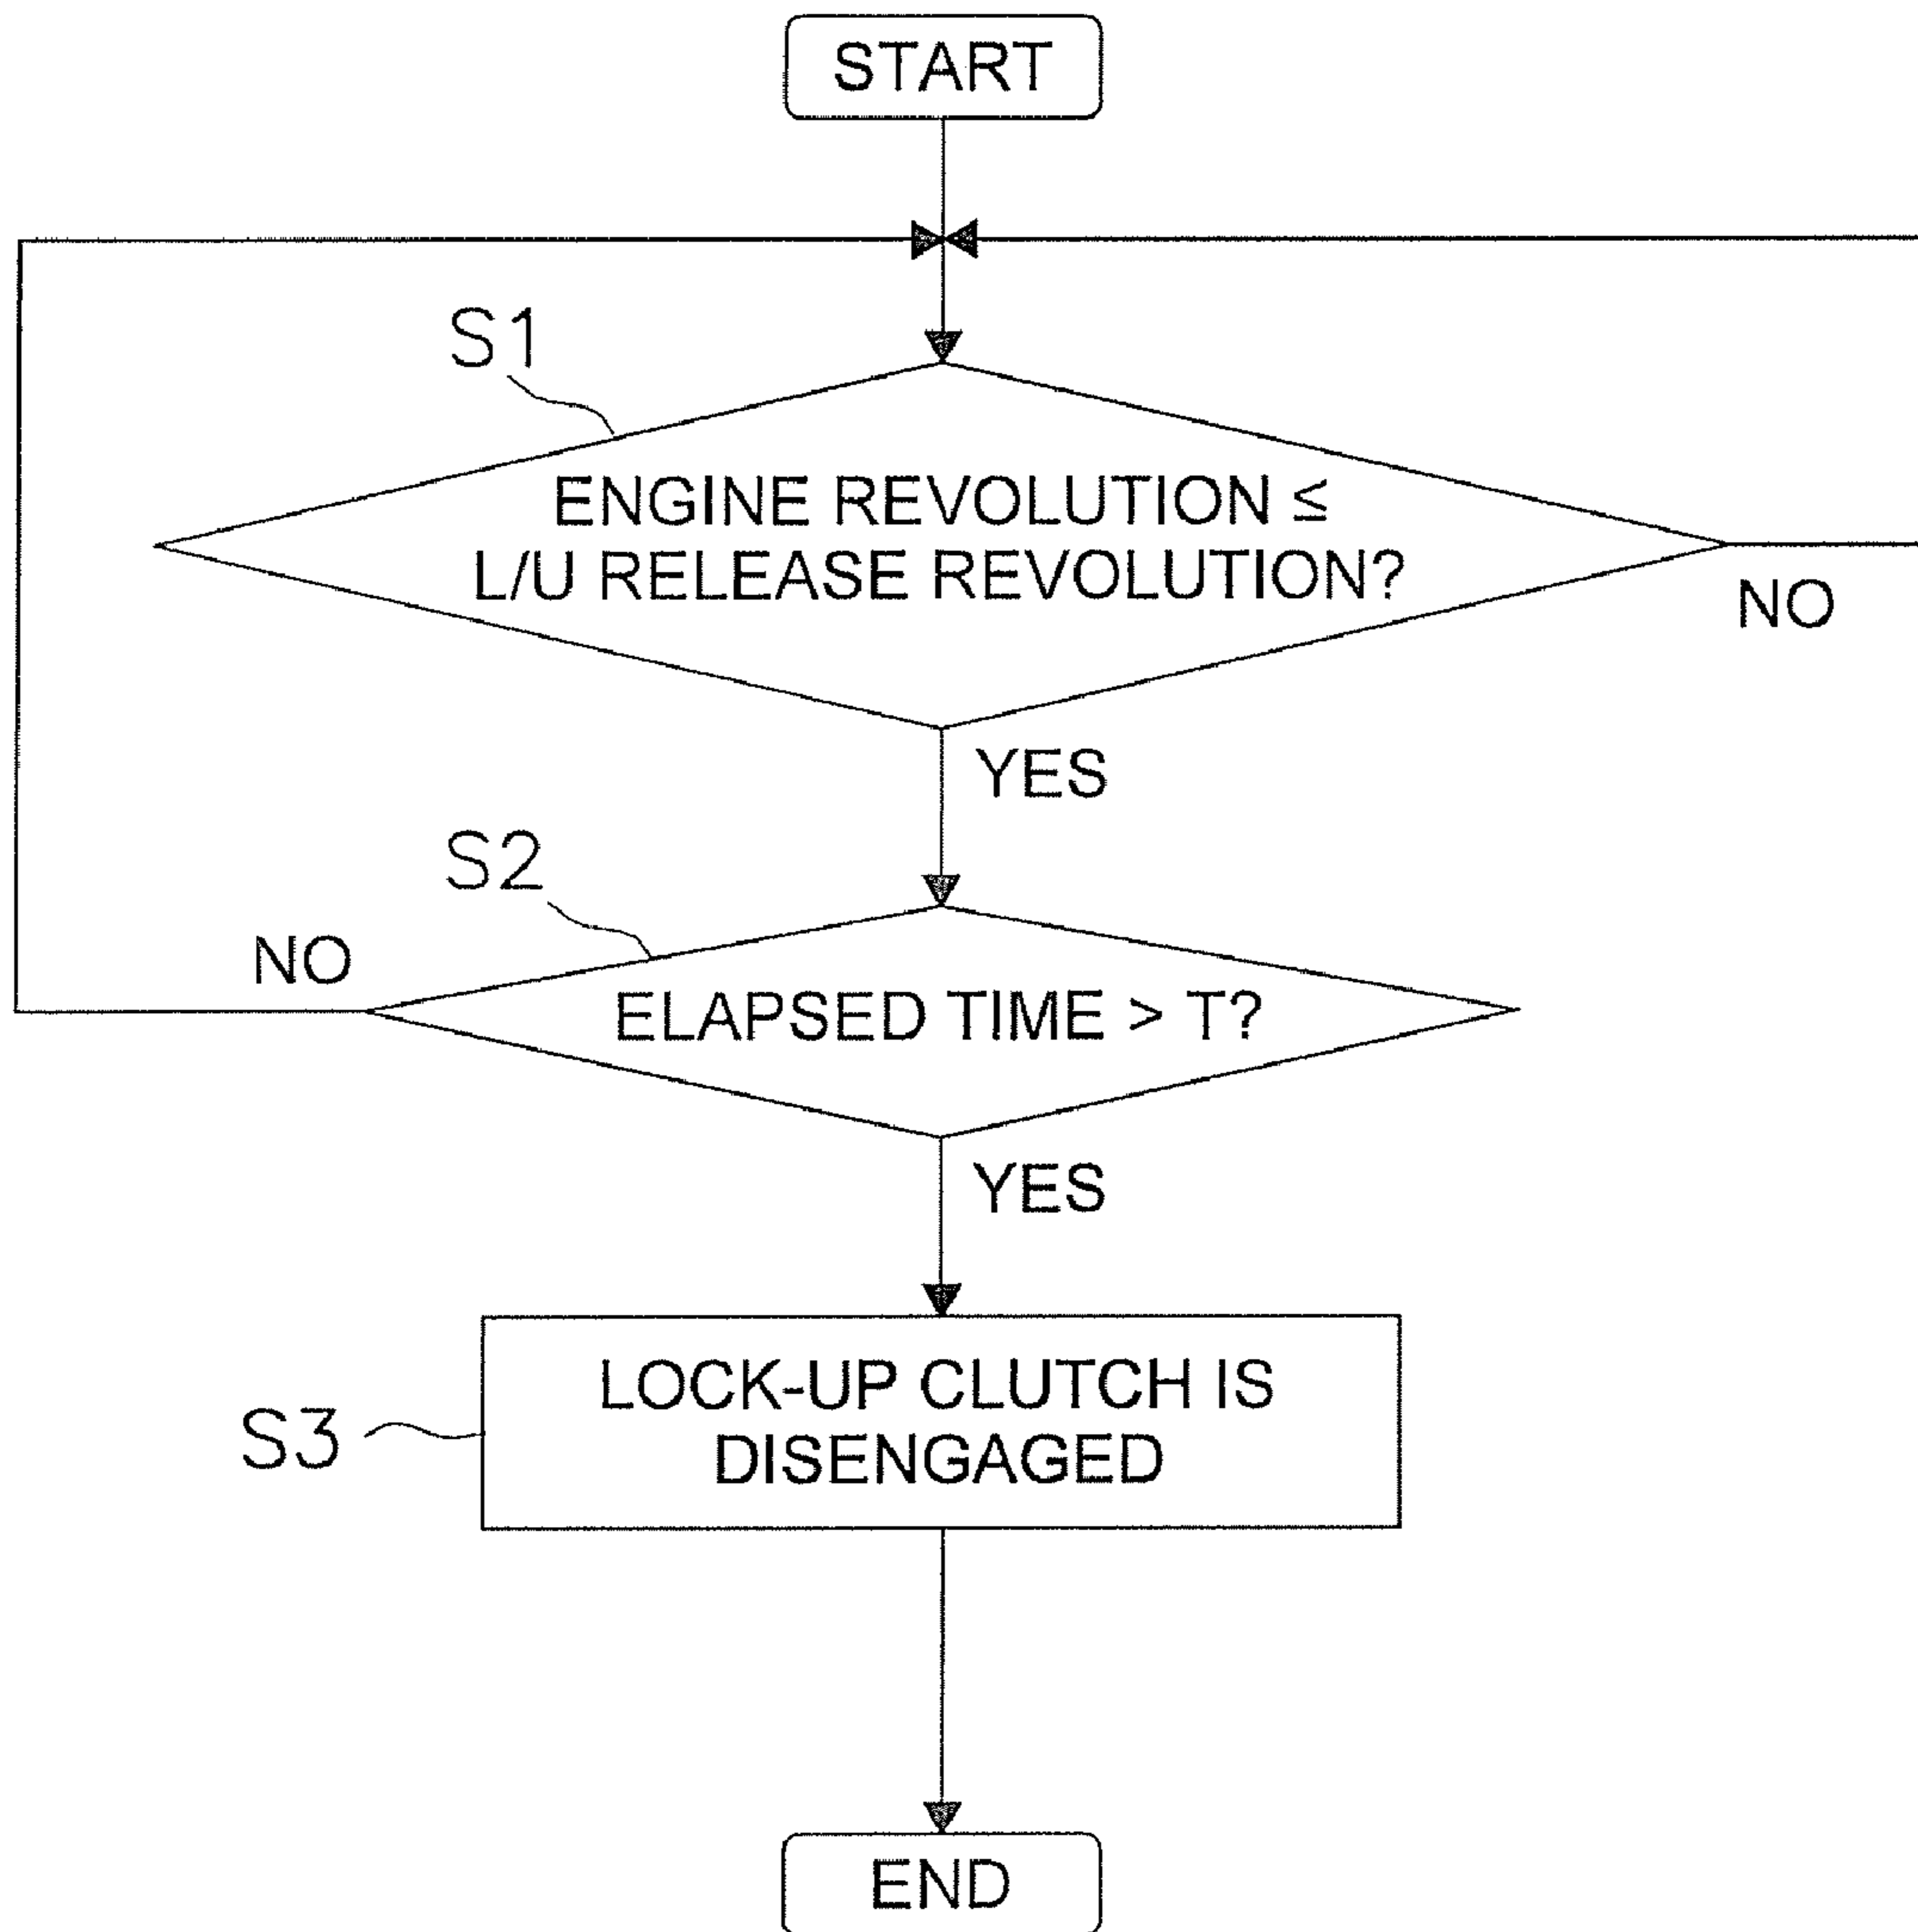 START
S1
ENGINE REVOLUTION ≤
L/U RELEASE REVOLUTION?
NO
YES
S2
NO
ELAPSED TIME > T?
YES
LOCK-UP CLUTCH IS
DISENGAGED
S3
END